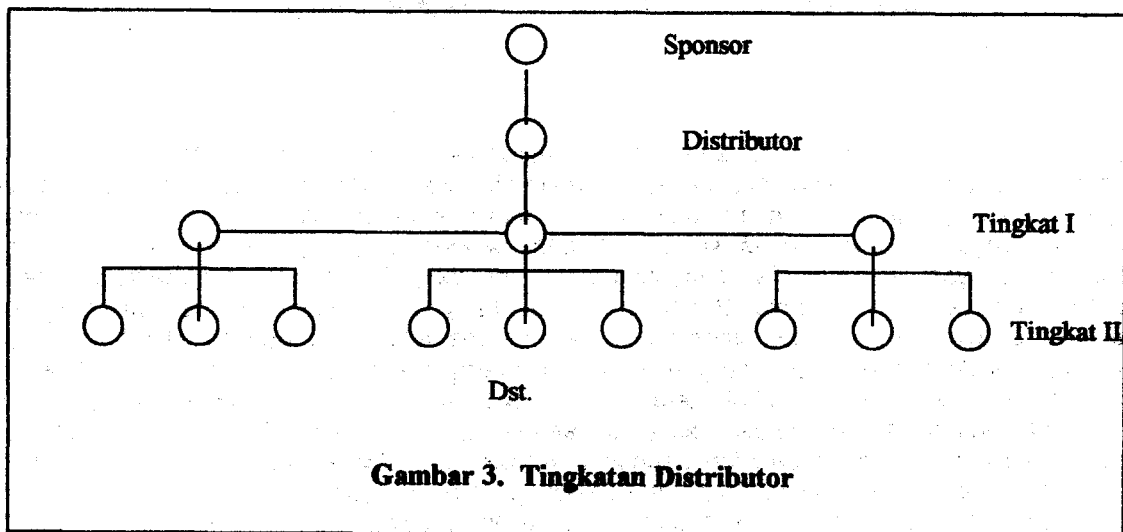 Sponsor
Distributor
Tingkat I
Tingkat II
Dst.
Gambar 3. Tingkatan Distributor